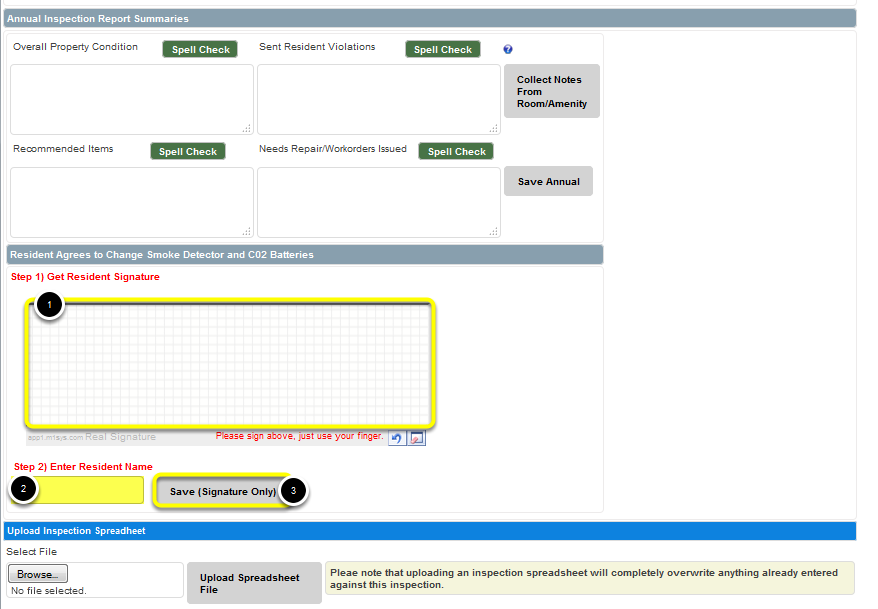 Annual Inspection Report Summaries
Overall Property Condition
Spell Check
Sent Resident Violations
Spell Check
?
Collect Notes
From
Room/Amenity
Recommended Items
Spell Check
Needs Repair/Workorders Issued
Spell Check
Save Annual
Resident Agrees to Change Smoke Detector and C02 Batteries
Step 1) Get Resident Signature
1
app1.m1sys.com Real Signature
Please sign above, just use your finger.
Step 2) Enter Resident Name
2
Save (Signature Only)
3
Upload Inspection Spreadheet
Select File
Browse...
No file selected.
Upload Spreadsheet
File
Pleae note that uploading an inspection spreadsheet will completely overwrite anything already entered
against this inspection.